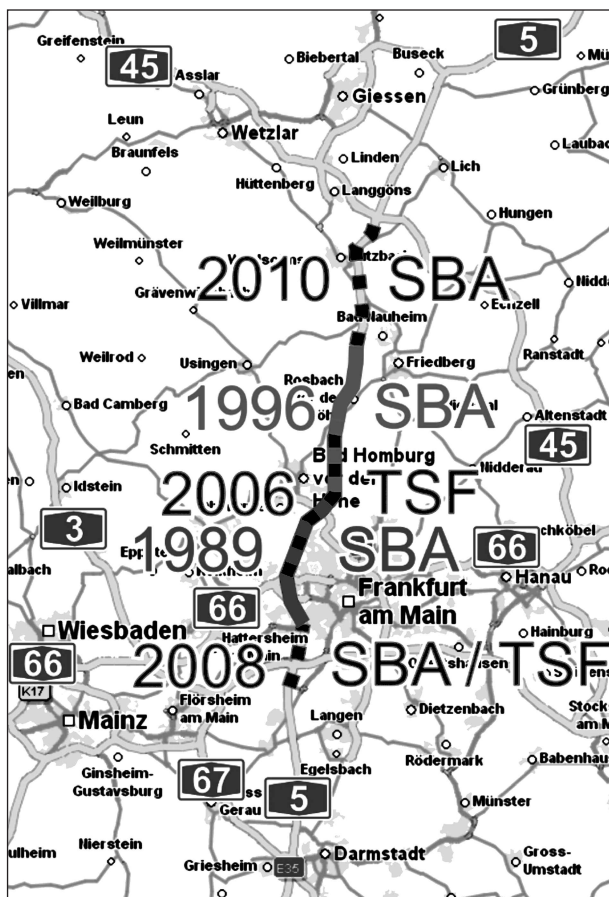 Greifenstein
45
Asslar
Biebertal
Buseck
5
Giessen
Grünberg
Leun
Wetzlar
Braunfels
Linden
Lich
Hüttenberg
Langgöns
Weilburg
Hungen
Weilmünster
2010 SBA
Villmar
Bad Nauheim
Ranstadt
Weilrod
Usingen
Friedberg
Rosbach
Bad Camberg
1996 SBA
Altenstadt
Schmitten
45
Bad Homburg
Idstein
2006 TSF
3
1989 SBA
66
Hanau
66
Frankfurt
am Main
Wiesbaden
Hattersheim
Hainburg
66
2008 SBA / TSF
K17
Flörsheim
am Main
Mainz
Langen
Dietzenbach
Ginsheim-
Gustavsburg
67
Egelsbach
Rödermark
5
Gerau
Münster
Nierstein
Griesheim
E35
Darmstadt
Gross-
Umstadt